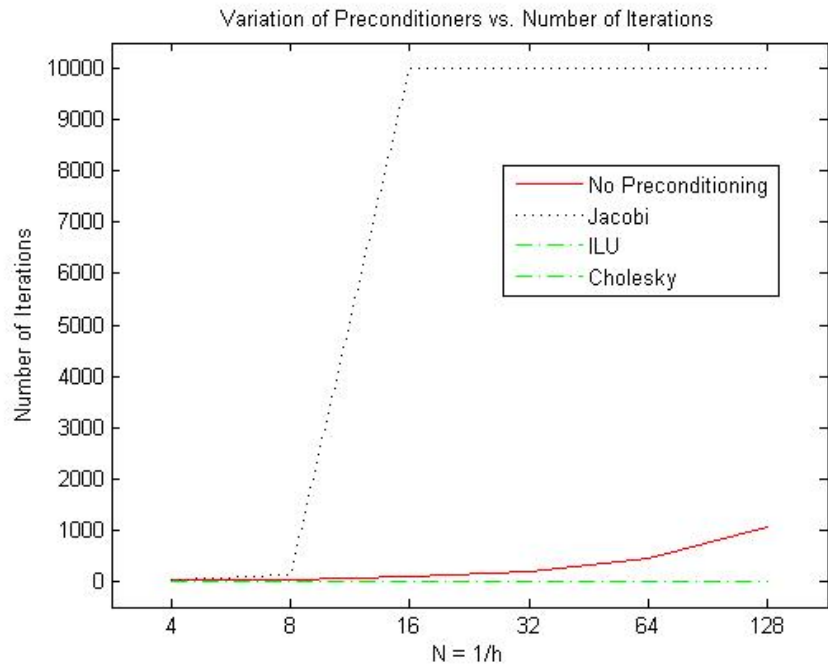 Variation of Preconditioners vs. Number of Iterations
10000
9000
8000
7000
6000
5000
4000
3000
2000
1000
0
Number of Iterations
No Preconditioning
Jacobi
ILU
Cholesky
4 8 16 32 64 128
N = 1/h